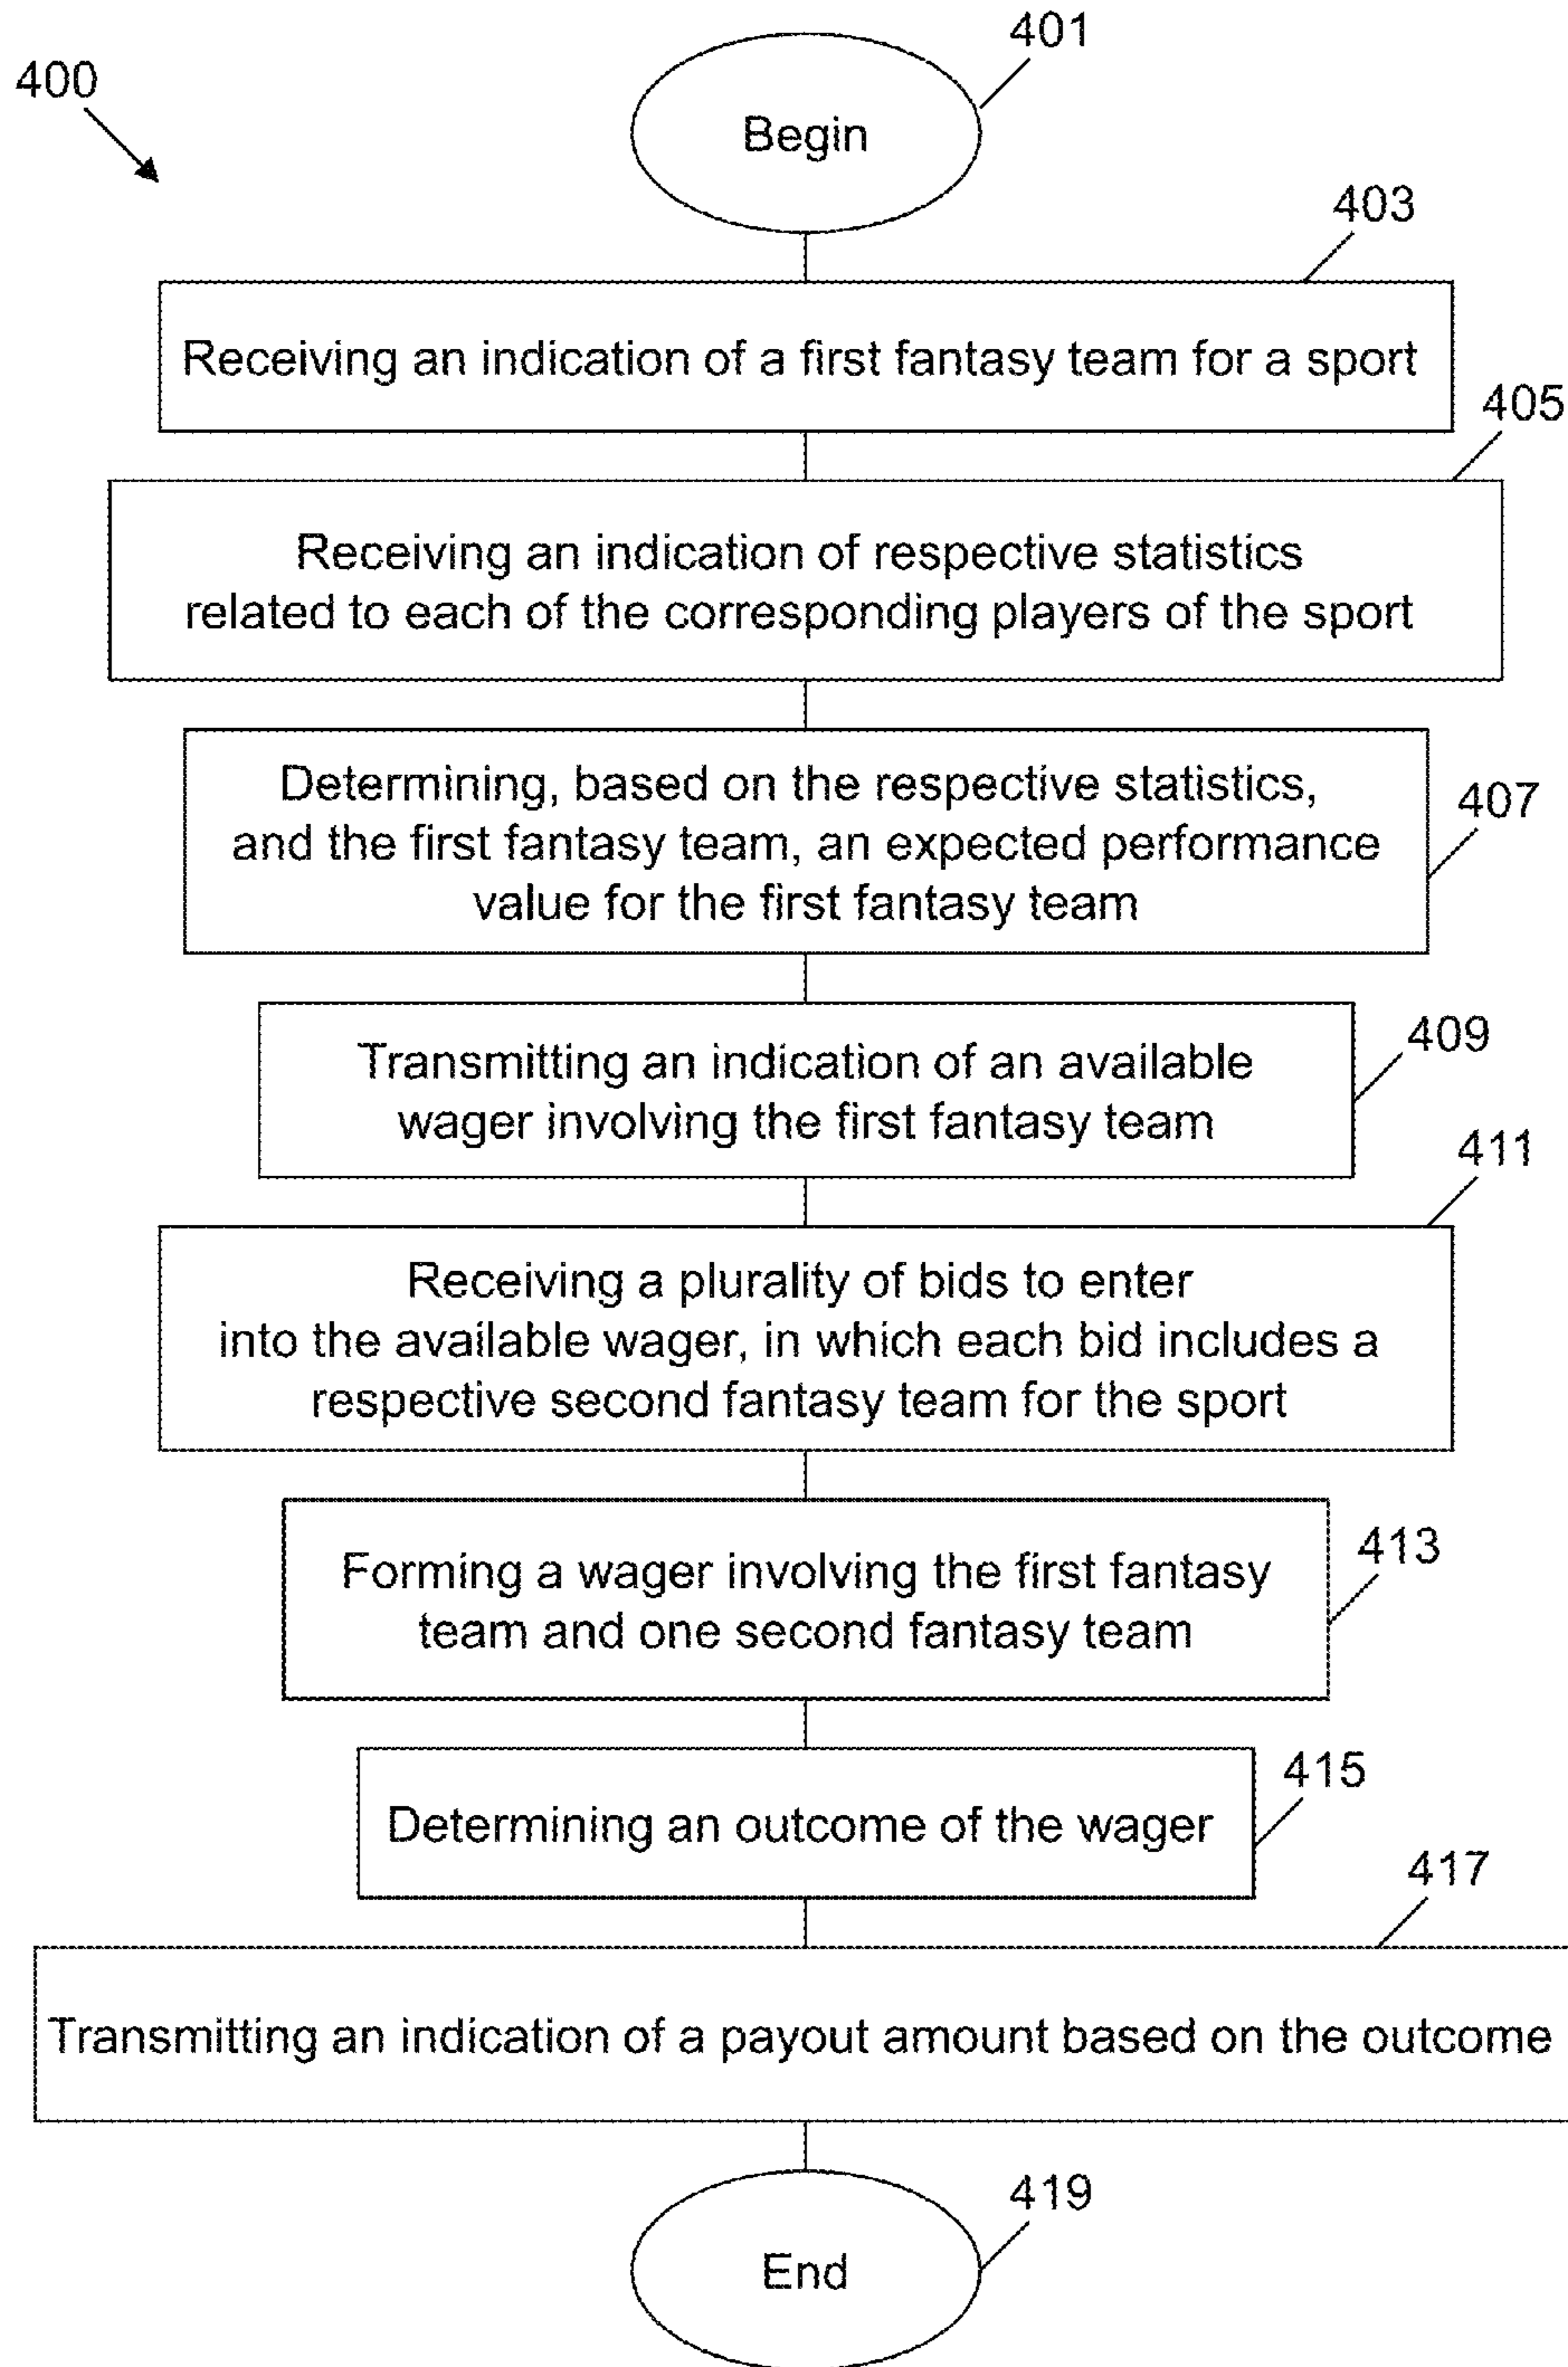 400
401
Begin
403
Receiving an indication of a first fantasy team for a sport
405
Receiving an indication of respective statistics
related to each of the corresponding players of the sport
Determining, based on the respective statistics,
and the first fantasy team, an expected performance
value for the first fantasy team
407
Transmitting an indication of an available
wager involving the first fantasy team
409
411
Receiving a plurality of bids to enter
into the available wager, in which each bid includes a
respective second fantasy team for the sport
Forming a wager involving the first fantasy
team and one second fantasy team
413
Determining an outcome of the wager
415
417
Transmitting an indication of a payout amount based on the outcome
End
419